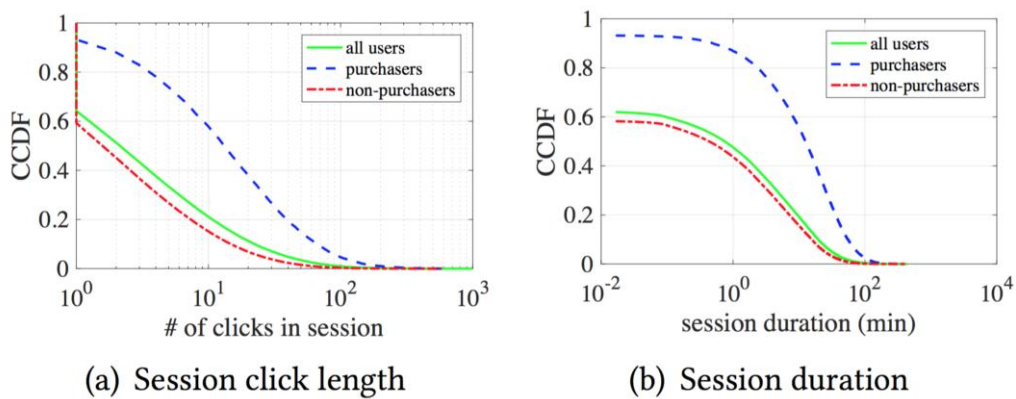 1
0.8
0.6
0.4
0.2
0
CCDF
all users
purchasers
non-purchasers
10^0
10^1
10^2
10^3
# of clicks in session
(a) Session click length
1
0.8
0.6
0.4
0.2
0
CCDF
all users
purchasers
non-purchasers
10^-2
10^0
10^2
10^4
session duration (min)
(b) Session duration